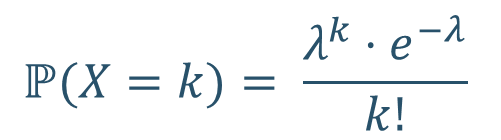 ℙ(X = k) = λ^k · e^{−λ} / k!